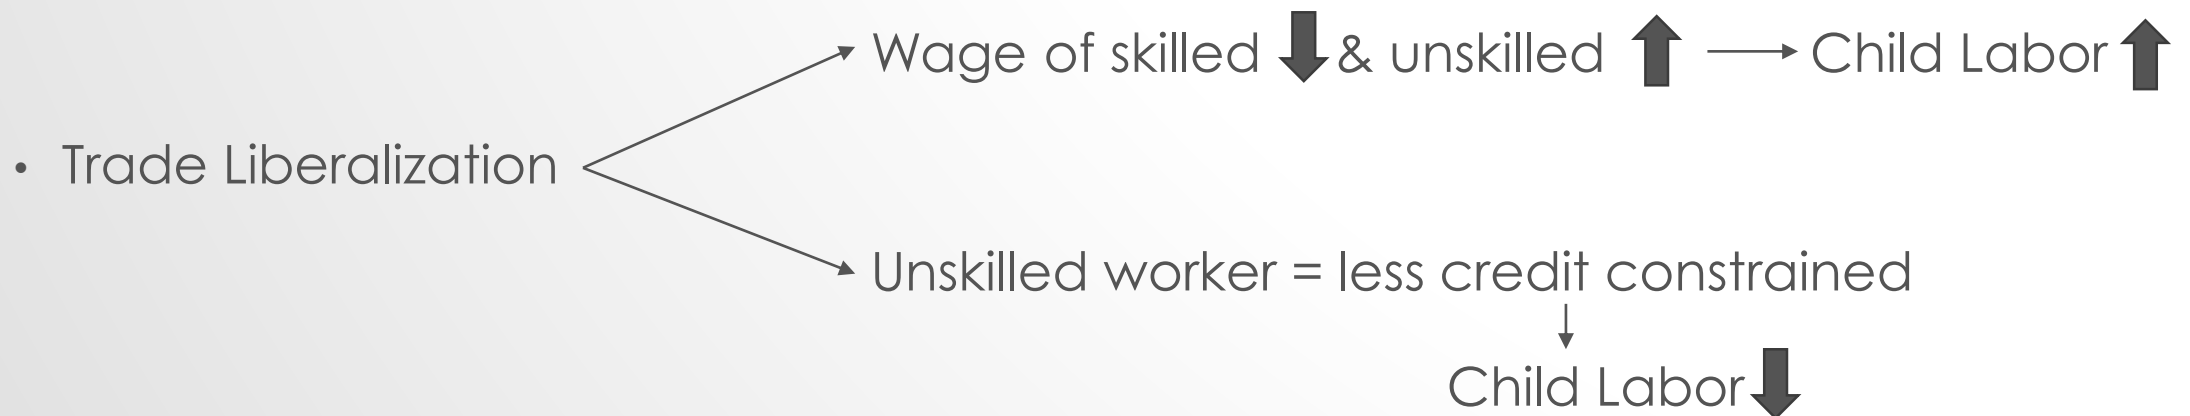 Wage of skilled & unskilled Child Labor
• Trade Liberalization
Unskilled worker = less credit constrained
Child Labor